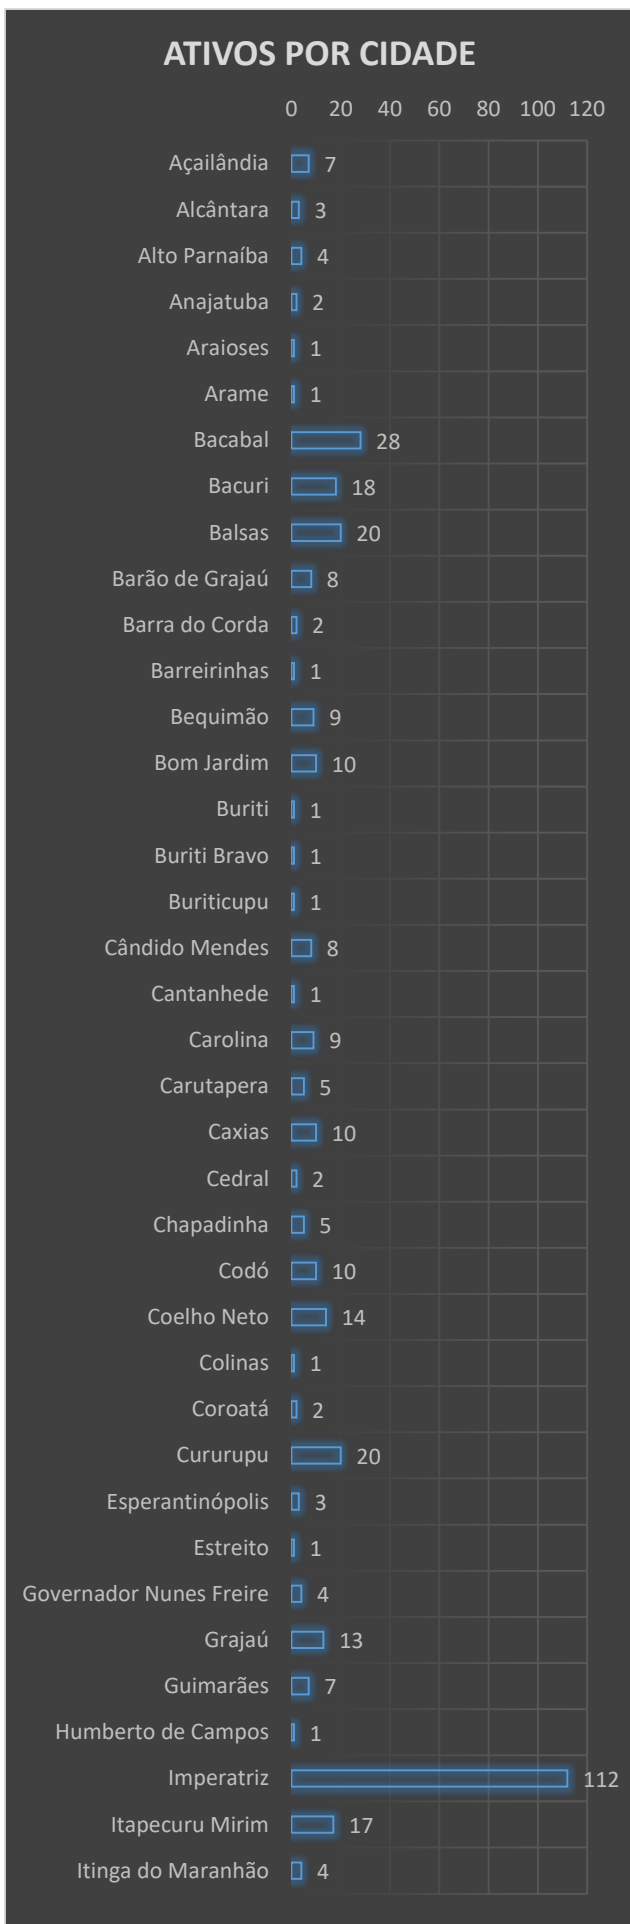 ATIVOS POR CIDADE
0 20 40 60 80 100 120
Açailândia 7
Alcântara 3
Alto Parnaíba 4
Anajatuba 2
Araioses 1
Arame 1
Bacabal 28
Bacuri 18
Balsas 20
Barão de Grajaú 8
Barra do Corda 2
Barreirinhas 1
Bequimão 9
Bom Jardim 10
Buriti 1
Buriti Bravo 1
Buriticupu 1
Cândido Mendes 8
Cantanhede 1
Carolina 9
Carutapera 5
Caxias 10
Cedral 2
Chapadinha 5
Codó 10
Coelho Neto 14
Colinas 1
Coroatá 2
Cururupu 20
Esperantinópolis 3
Estreito 1
Governador Nunes Freire 4
Grajaú 13
Guimarães 7
Humberto de Campos 1
Imperatriz 112
Itapecuru Mirim 17
Itinga do Maranhão 4